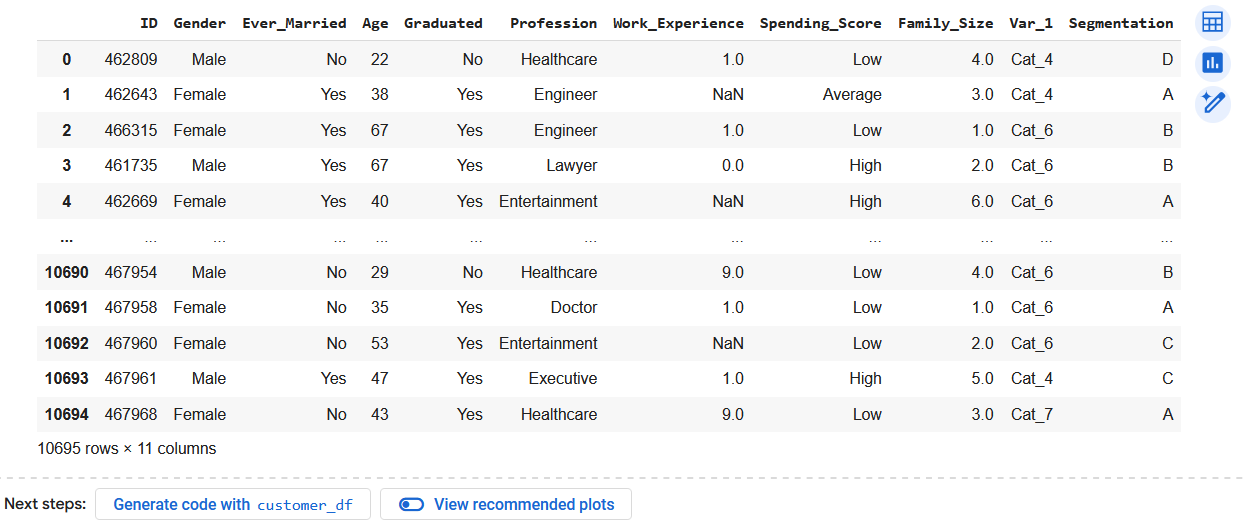 ID Gender Ever_Married Age Graduated Profession Work_Experience Spending_Score Family_Size Var_1 Segmentation
0 462809 Male No 22 No Healthcare 1.0 Low 4.0 Cat_4 D
1 462643 Female Yes 38 Yes Engineer NaN Average 3.0 Cat_4 A
2 466315 Female Yes 67 Yes Engineer 1.0 Low 1.0 Cat_6 B
3 461735 Male Yes 67 Yes Lawyer 0.0 High 2.0 Cat_6 B
4 462669 Female Yes 40 Yes Entertainment NaN High 6.0 Cat_6 A
... ... ... ... ... ... ... ... ... ... ... ...
10690 467954 Male No 29 No Healthcare 9.0 Low 4.0 Cat_6 B
10691 467958 Female No 35 Yes Doctor 1.0 Low 1.0 Cat_6 A
10692 467960 Female No 53 Yes Entertainment NaN Low 2.0 Cat_6 C
10693 467961 Male Yes 47 Yes Executive 1.0 High 5.0 Cat_4 C
10694 467968 Female No 43 Yes Healthcare 9.0 Low 3.0 Cat_7 A
10695 rows × 11 columns
Next steps: Generate code with customer_df View recommended plots